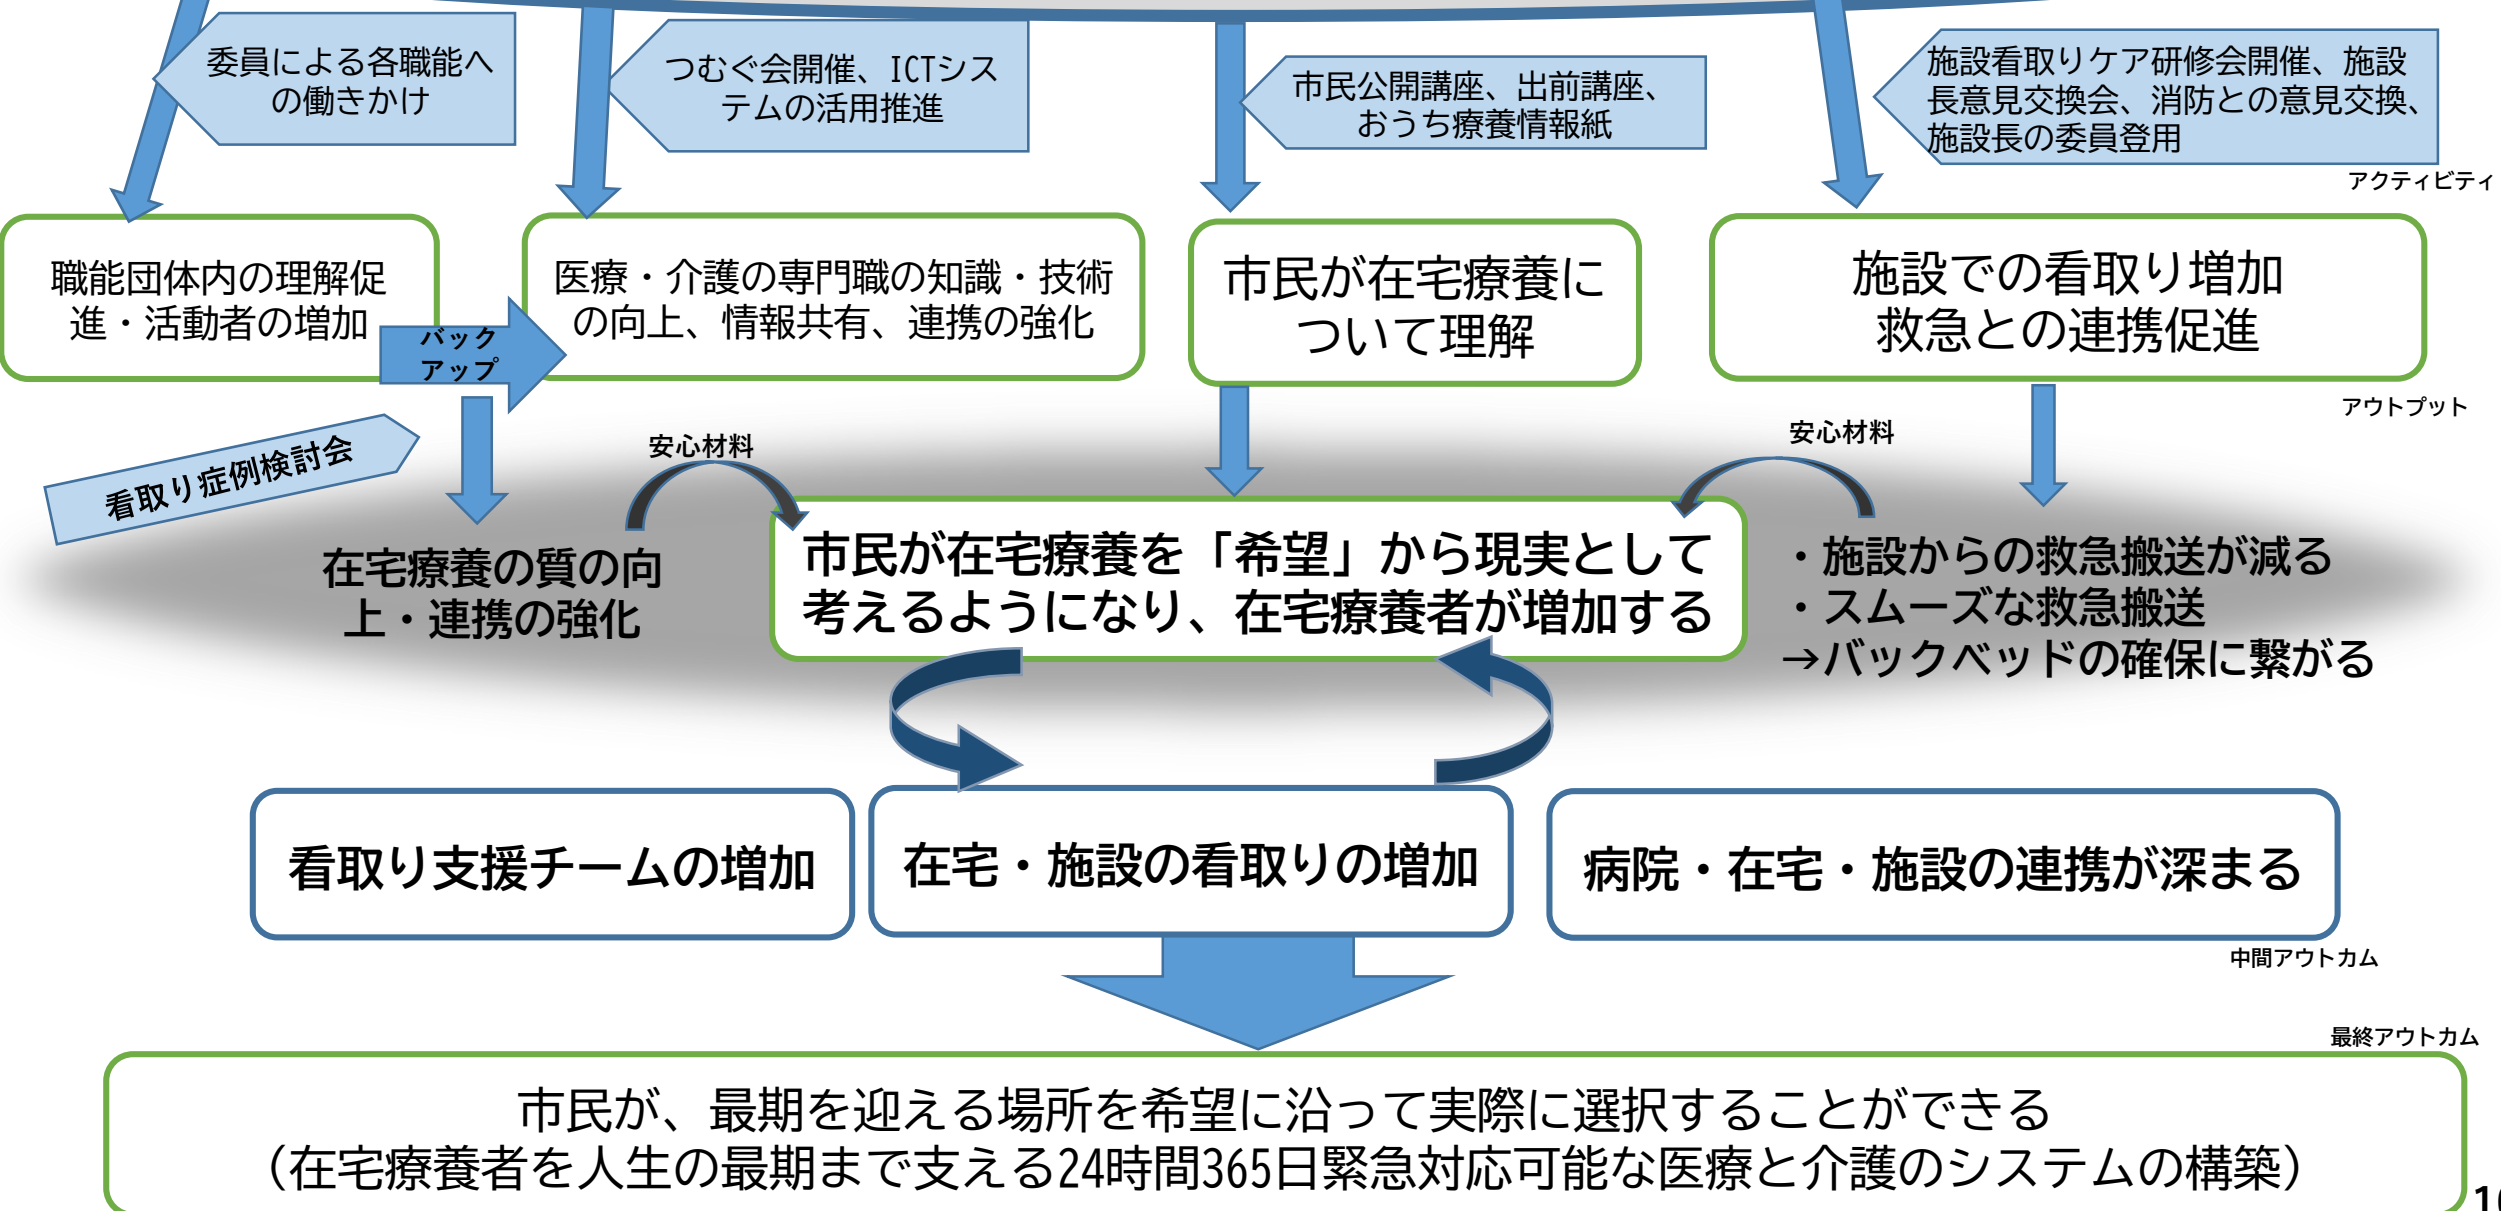 委員による各職能へ
の働きかけ
つむぐ会開催、ICTシス
テムの活用推進
市民公開講座、出前講座、
おうち療養情報紙
施設看取りケア研修会開催、施設
長意見交換会、消防との意見交換、
施設長の委員登用
アクティビティ
職能団体内の理解促
進・活動者の増加
バック
アップ
医療・介護の専門職の知識・技術
の向上、情報共有、連携の強化
市民が在宅療養に
ついて理解
施設での看取り増加
救急との連携促進
アウトプット
看取り症例検討会
安心材料
安心材料
在宅療養の質の向
上・連携の強化
市民が在宅療養を「希望」から現実として
考えるようになり、在宅療養者が増加する
・施設からの救急搬送が減る
・スムーズな救急搬送
→バックベッドの確保に繋がる
看取り支援チームの増加
在宅・施設の看取りの増加
病院・在宅・施設の連携が深まる
中間アウトカム
最終アウトカム
市民が、最期を迎える場所を希望に沿って実際に選択することができる
（在宅療養者を人生の最期まで支える24時間365日緊急対応可能な医療と介護のシステムの構築）